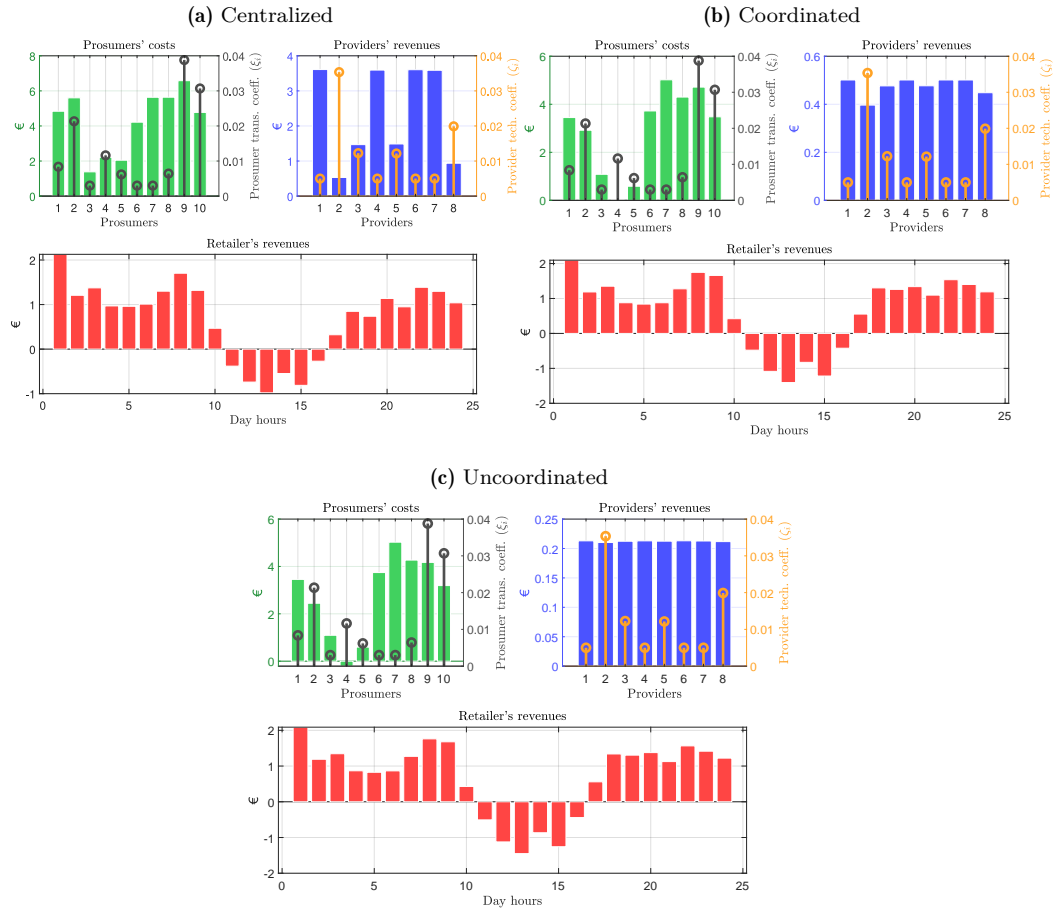 (a) Centralized
Prosumers' costs
8
6
4
2
0
€
0.04
0.03
0.02
0.01
0
Prosumer trans. coeff. (ξi)
1 2 3 4 5 6 7 8 9 10
Prosumers
Providers' revenues
4
3
2
1
0
€
0.04
0.03
0.02
0.01
0
Provider tech. coeff. (ζi)
1 2 3 4 5 6 7 8
Providers
Retailer's revenues
2
1
0
-1
€
0 5 10 15 20 25
Day hours
(b) Coordinated
Prosumers' costs
6
4
2
0
€
0.04
0.03
0.02
0.01
0
Prosumer trans. coeff. (ξi)
1 2 3 4 5 6 7 8 9 10
Prosumers
Providers' revenues
0.6
0.4
0.2
0
€
0.04
0.03
0.02
0.01
0
Provider tech. coeff. (ζi)
1 2 3 4 5 6 7 8
Providers
Retailer's revenues
2
1
0
-1
-2
€
0 5 10 15 20 25
Day hours
(c) Uncoordinated
Prosumers' costs
6
4
2
0
€
0.04
0.03
0.02
0.01
0
Prosumer trans. coeff. (ξi)
1 2 3 4 5 6 7 8 9 10
Prosumers
Providers' revenues
0.25
0.2
0.15
0.1
0.05
0
€
0.04
0.03
0.02
0.01
0
Provider tech. coeff. (ζi)
1 2 3 4 5 6 7 8
Providers
Retailer's revenues
2
1
0
-1
-2
€
0 5 10 15 20 25
Day hours